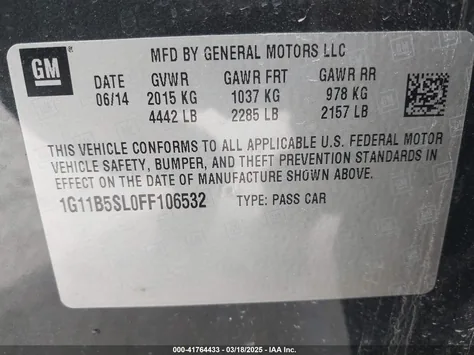 GM
MFD BY GENERAL MOTORS LLC
DATE GVWR GAWR FRT GAWR RR
06/14 2015 KG 1037 KG 978 KG
4442 LB 2285 LB 2157 LB
THIS VEHICLE CONFORMS TO ALL APPLICABLE U.S. FEDERAL MOTOR
VEHICLE SAFETY, BUMPER, AND THEFT PREVENTION STANDARDS IN
EFFECT ON THE DATE OF MANUFACTURE SHOWN ABOVE.
1G11B5SL0FF106532 TYPE: PASS CAR
000-41764433 - 03/18/2025 - IAA Inc.